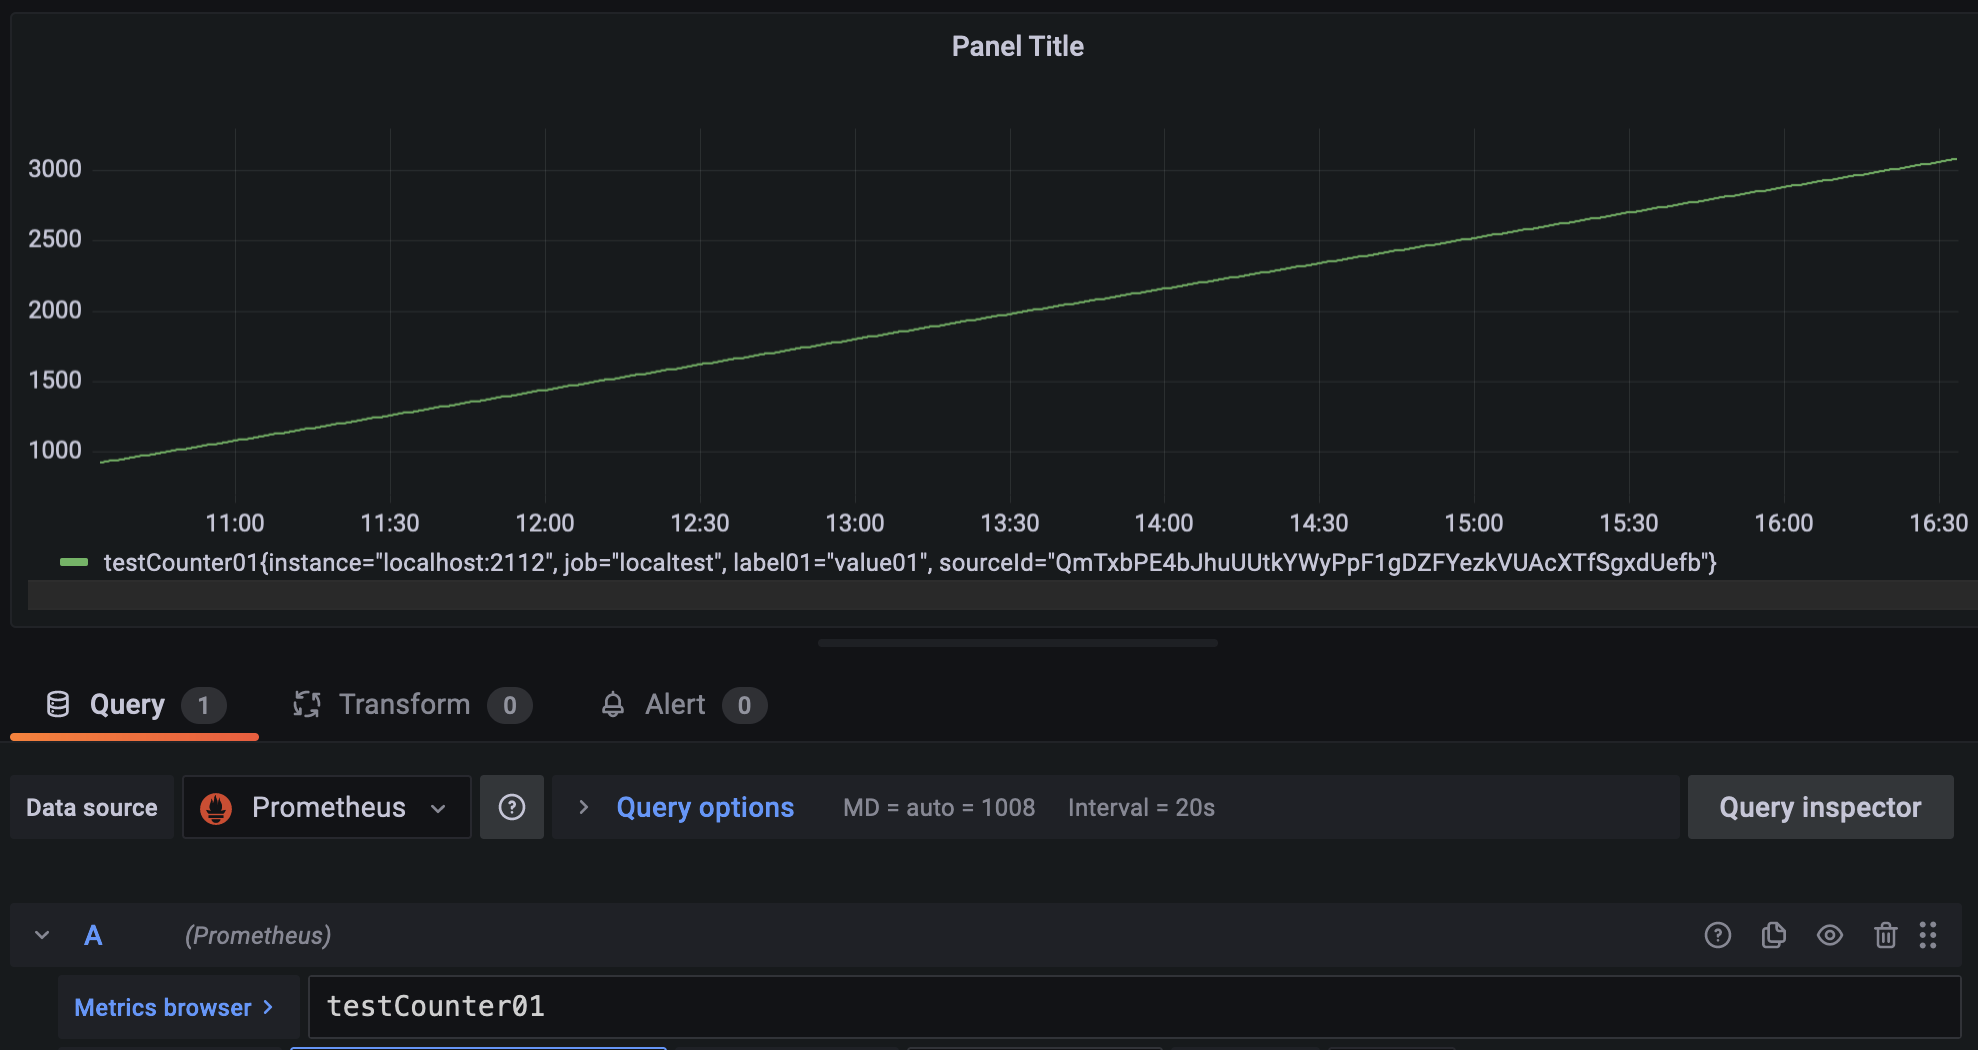 Panel Title
3000
2500
2000
1500
1000
11:00 11:30 12:00 12:30 13:00 13:30 14:00 14:30 15:00 15:30 16:00 16:30
testCounter01{instance="localhost:2112", job="localtest", label01="value01", sourceId="QmTxbPE4bJhuUUtkYWyPpF1gDZFYezkVUAcXTfSgxdUefb"}
Query 1 Transform 0 Alert 0
Data source Prometheus Query options MD = auto = 1008 Interval = 20s Query inspector
A (Prometheus)
Metrics browser > testCounter01